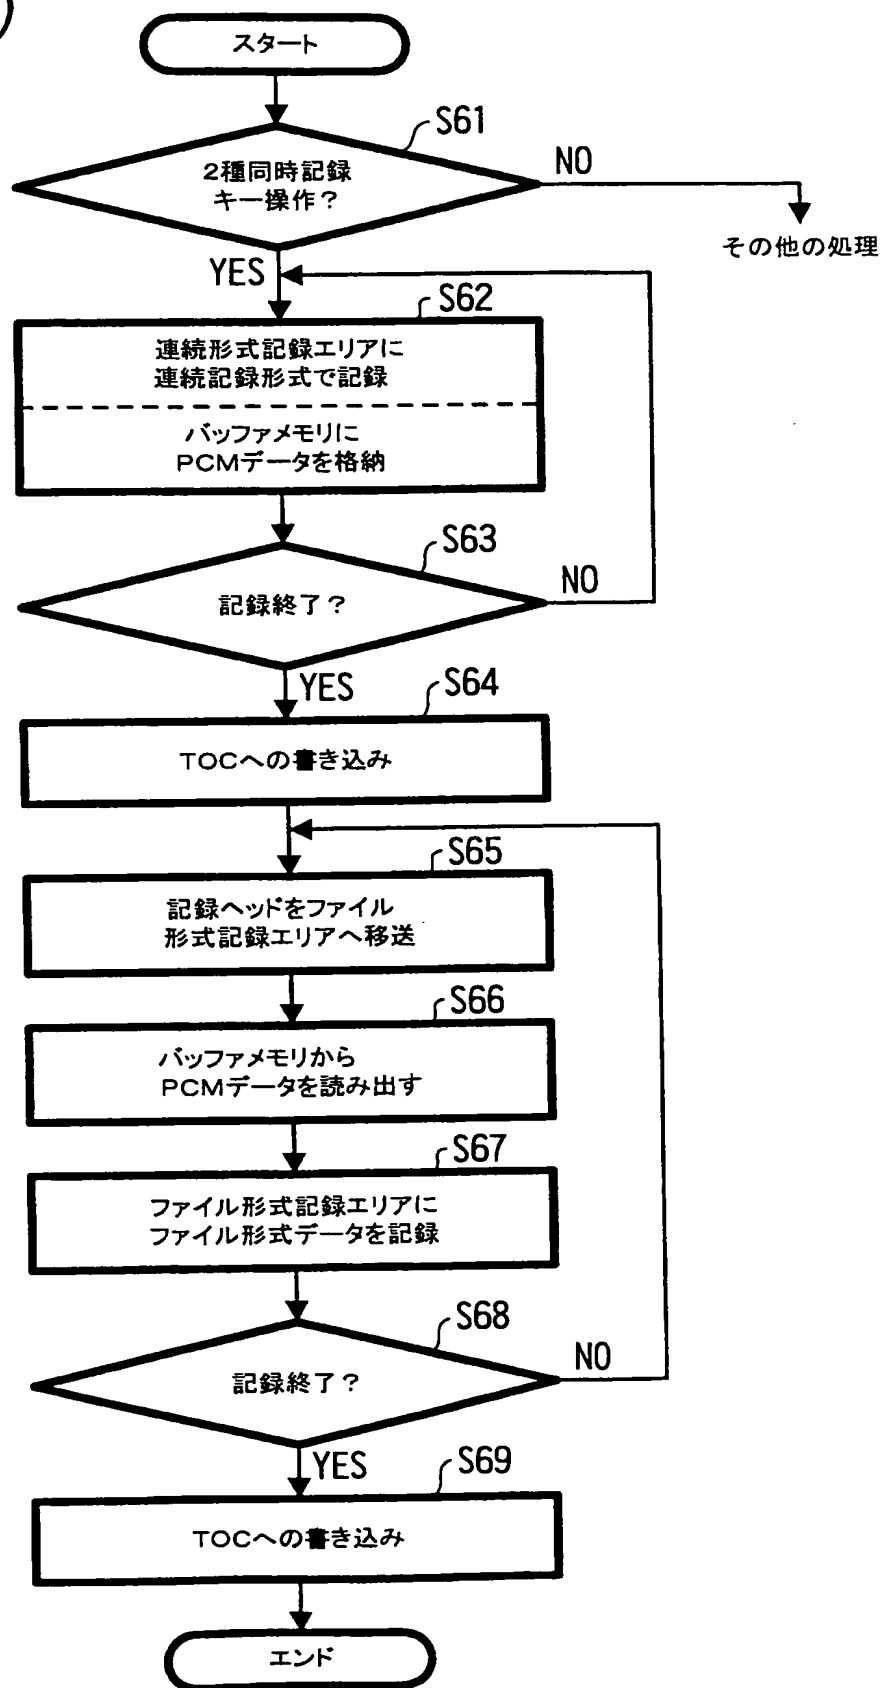 スタート
S61
2種同時記録
キー操作?
NO
その他の処理
YES
S62
連続形式記録エリアに
連続記録形式で記録
バッファメモリに
PCMデータを格納
S63
記録終了?
NO
YES
S64
TOCへの書き込み
S65
記録ヘッドをファイル
形式記録エリアへ移送
S66
バッファメモリから
PCMデータを読み出す
S67
ファイル形式記録エリアに
ファイル形式データを記録
S68
記録終了?
NO
YES
S69
TOCへの書き込み
エンド